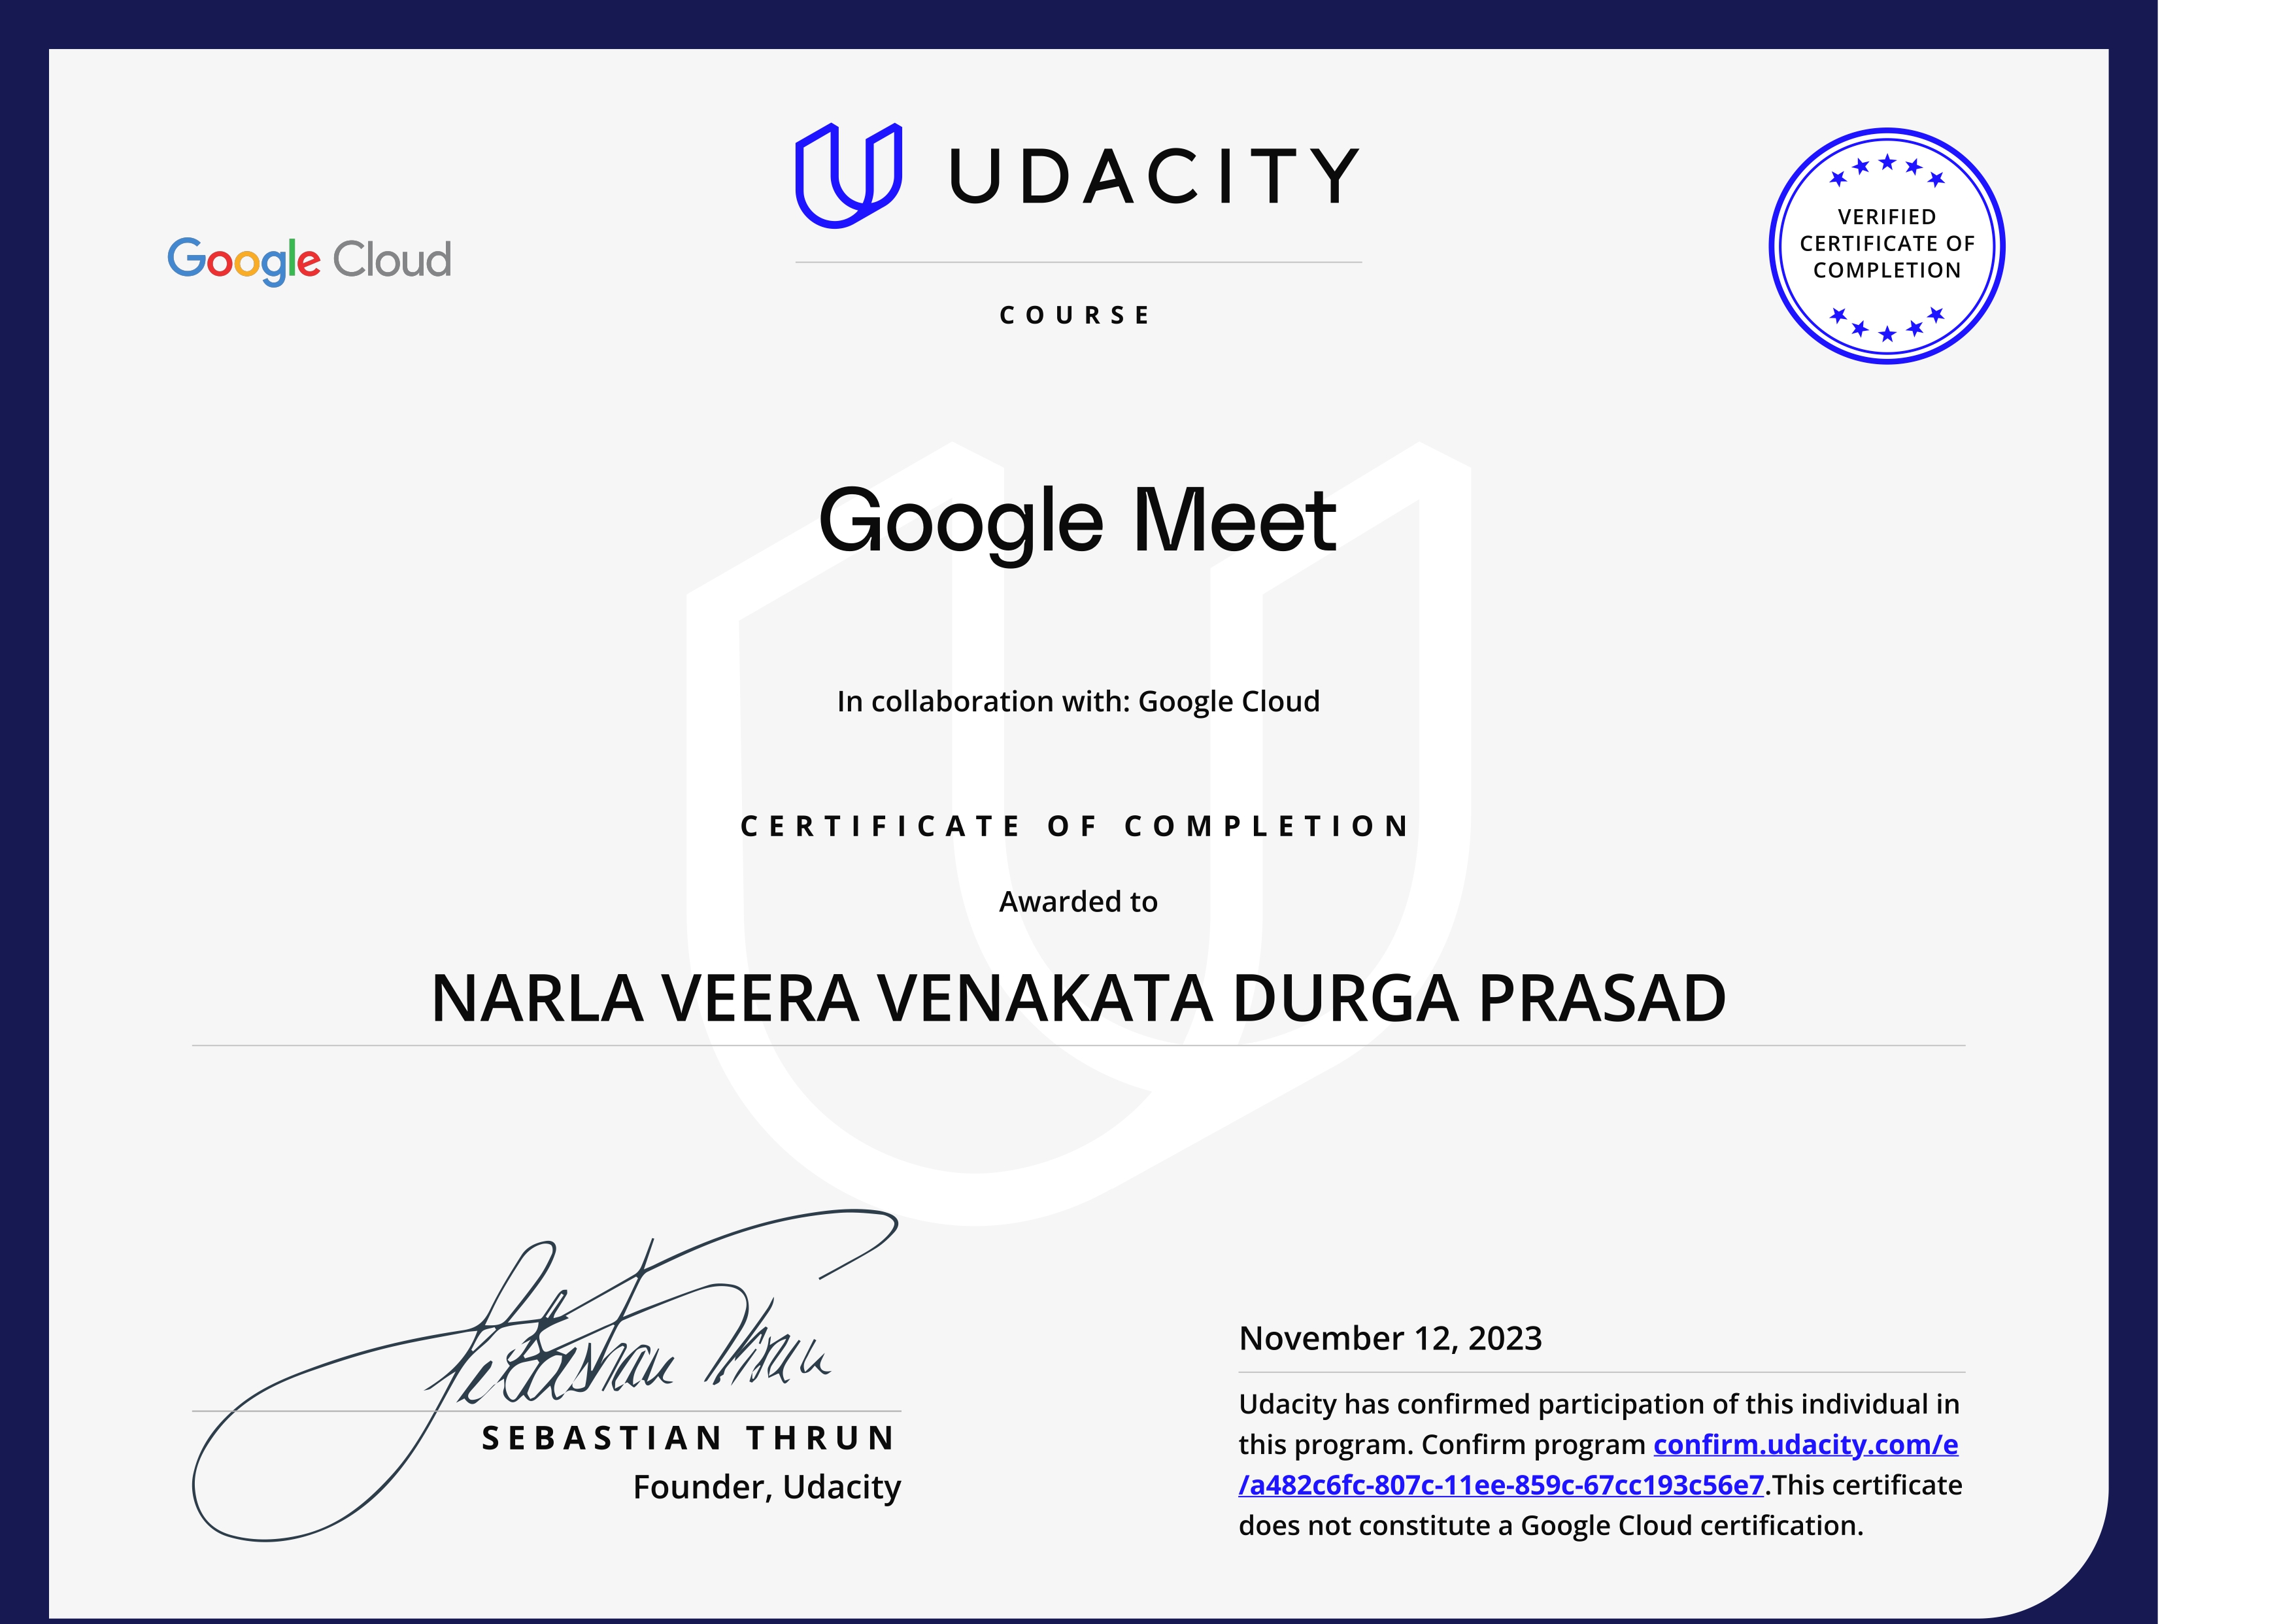 UDACITY
Google Cloud
VERIFIED
CERTIFICATE OF
COMPLETION
COURSE
Google Meet
In collaboration with: Google Cloud
CERTIFICATE OF COMPLETION
Awarded to
NARLA VEERA VENAKATA DURGA PRASAD
Sebastian Thrun
SEBASTIAN THRUN
Founder, Udacity
November 12, 2023
Udacity has confirmed participation of this individual in
this program. Confirm program confirm.udacity.com/e
/a482c6fc-807c-11ee-859c-67cc193c56e7.This certificate
does not constitute a Google Cloud certification.